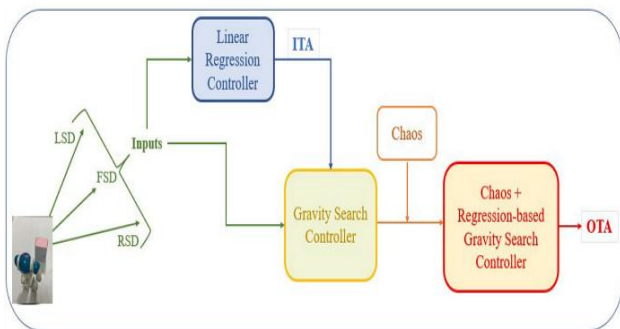 Linear
Regression
Controller
ITA
LSD
FSD
RSD
Inputs
Chaos
Gravity Search
Controller
Chaos +
Regression-based
Gravity Search
Controller
OTA